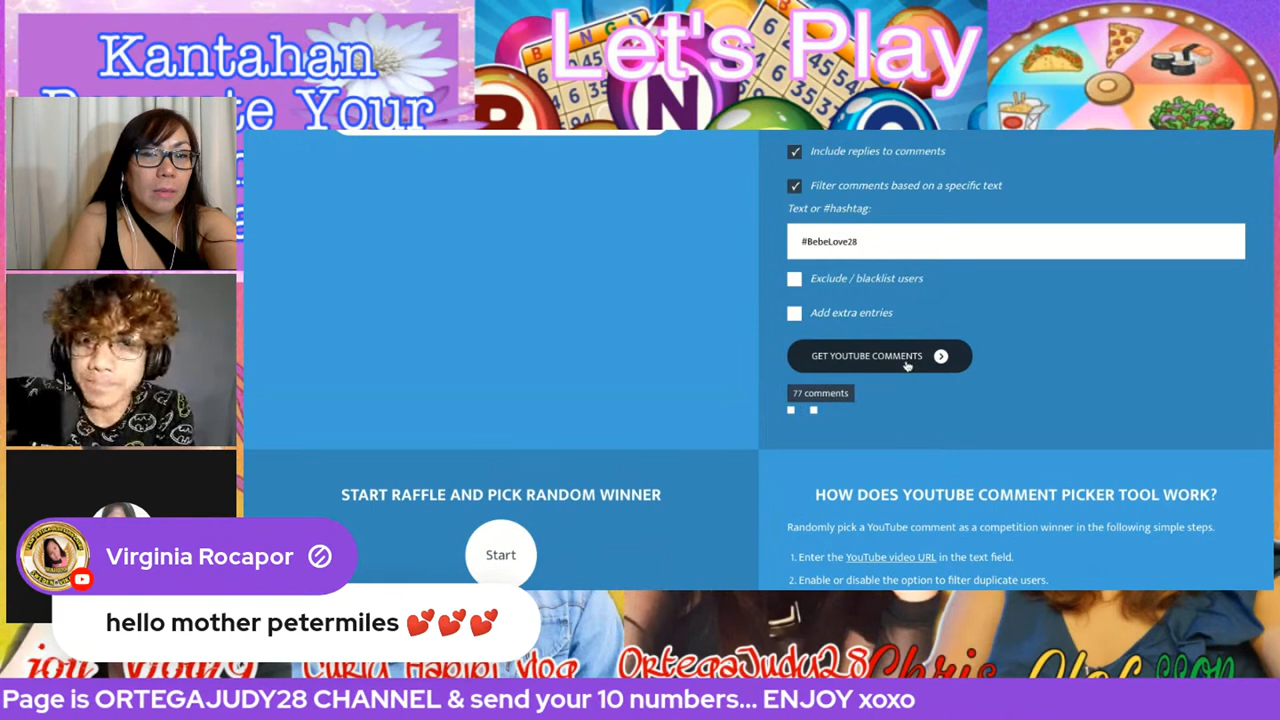 Kantahan
Let's Play
Include replies to comments
Filter comments based on a specific text
Text or #hashtag:
#BebeLove28
Exclude / blacklist users
Add extra entries
GET YOUTUBE COMMENTS
77 comments
START RAFFLE AND PICK RANDOM WINNER
Start
HOW DOES YOUTUBE COMMENT PICKER TOOL WORK?
Randomly pick a YouTube comment as a competition winner in the following simple steps.
1. Enter the YouTube video URL in the text field.
2. Enable or disable the option to filter duplicate users.
Virginia Rocapor
hello mother petermiles 💕💕💕
OrtegaJudy28
Page is ORTEGAJUDY28 CHANNEL & send your 10 numbers... ENJOY xoxo